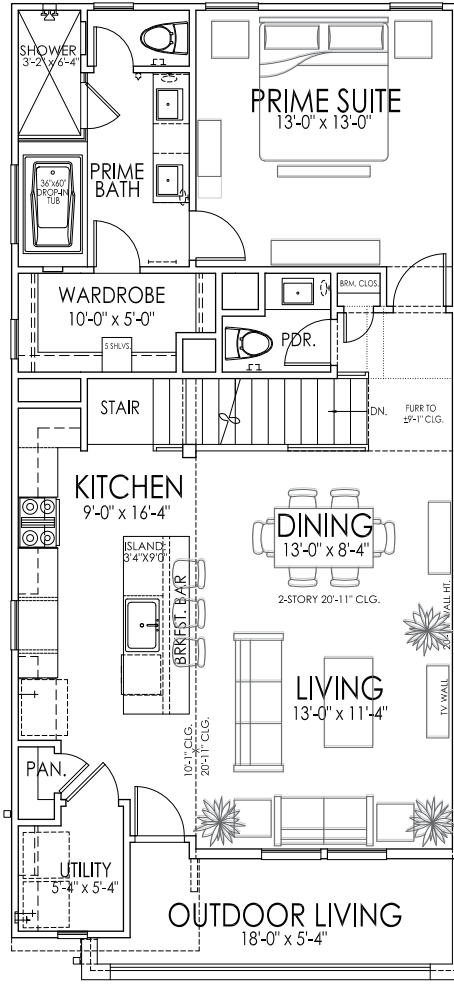 SHOWER
3'-2" x 6'-4"
PRIME SUITE
13'-0" x 13'-0"
36"x60"
DROP-IN
TUB
PRIME
BATH
WARDROBE
10'-0" x 5'-0"
5 SHLVS.
BRM. CLOS.
PDR.
STAIR
DN.
FURR TO
±9'-1" CLG.
KITCHEN
9'-0" x 16'-4"
DINING
13'-0" x 8'-4"
ISLAND:
3'4"X9'0"
BRKFST. BAR
2-STORY 20'-11" CLG.
WALL HT.
LIVING
13'-0" x 11'-4"
TV WALL
10'-1" CLG.
20'-11" CLG.
PAN.
UTILITY
5'-4" x 5'-4"
OUTDOOR LIVING
18'-0" x 5'-4"